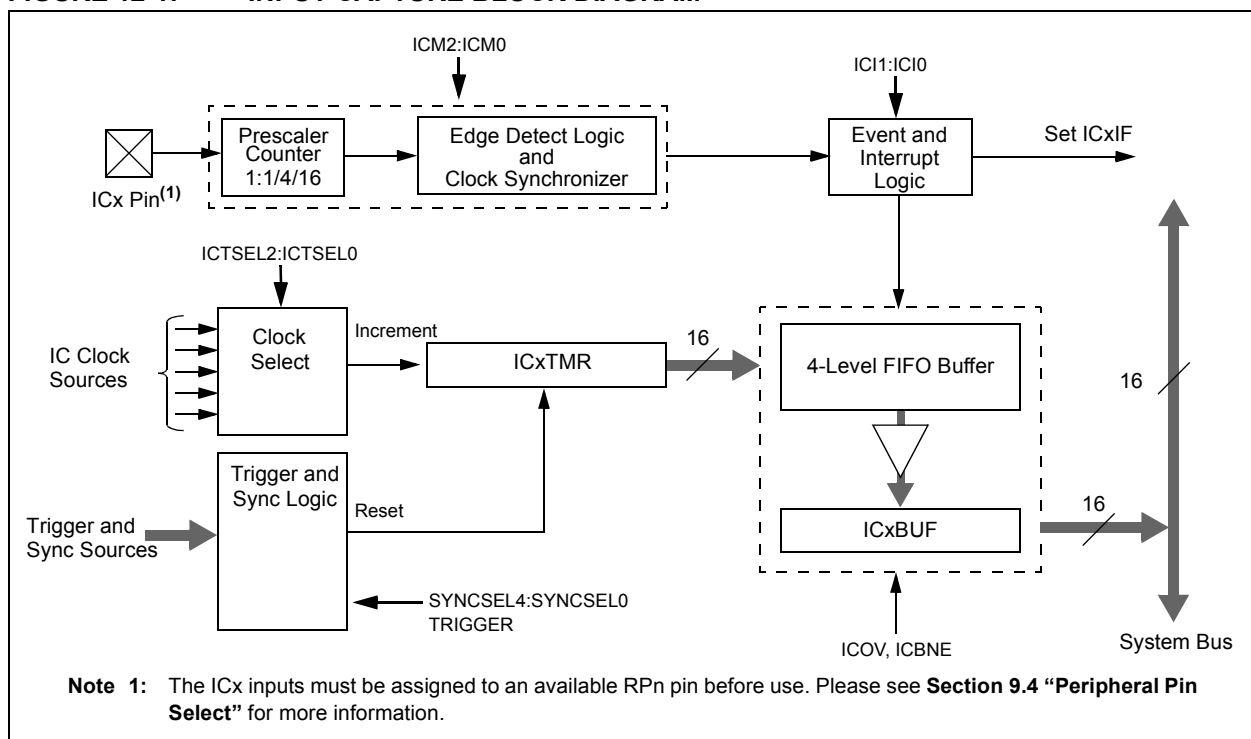 ICM2:ICM0
ICI1:ICI0
Prescaler
Counter
1:1/4/16
Edge Detect Logic
and
Clock Synchronizer
Event and
Interrupt
Logic
Set ICxIF
ICx Pin(1)
ICTSEL2:ICTSEL0
IC Clock
Sources
Clock
Select
Increment
ICxTMR
16
4-Level FIFO Buffer
16
Trigger and
Sync Logic
Reset
Trigger and
Sync Sources
ICxBUF
16
SYNCSEL4:SYNCSEL0
TRIGGER
ICOV, ICBNE
System Bus
Note 1: The ICx inputs must be assigned to an available RPn pin before use. Please see Section 9.4 “Peripheral Pin
Select” for more information.